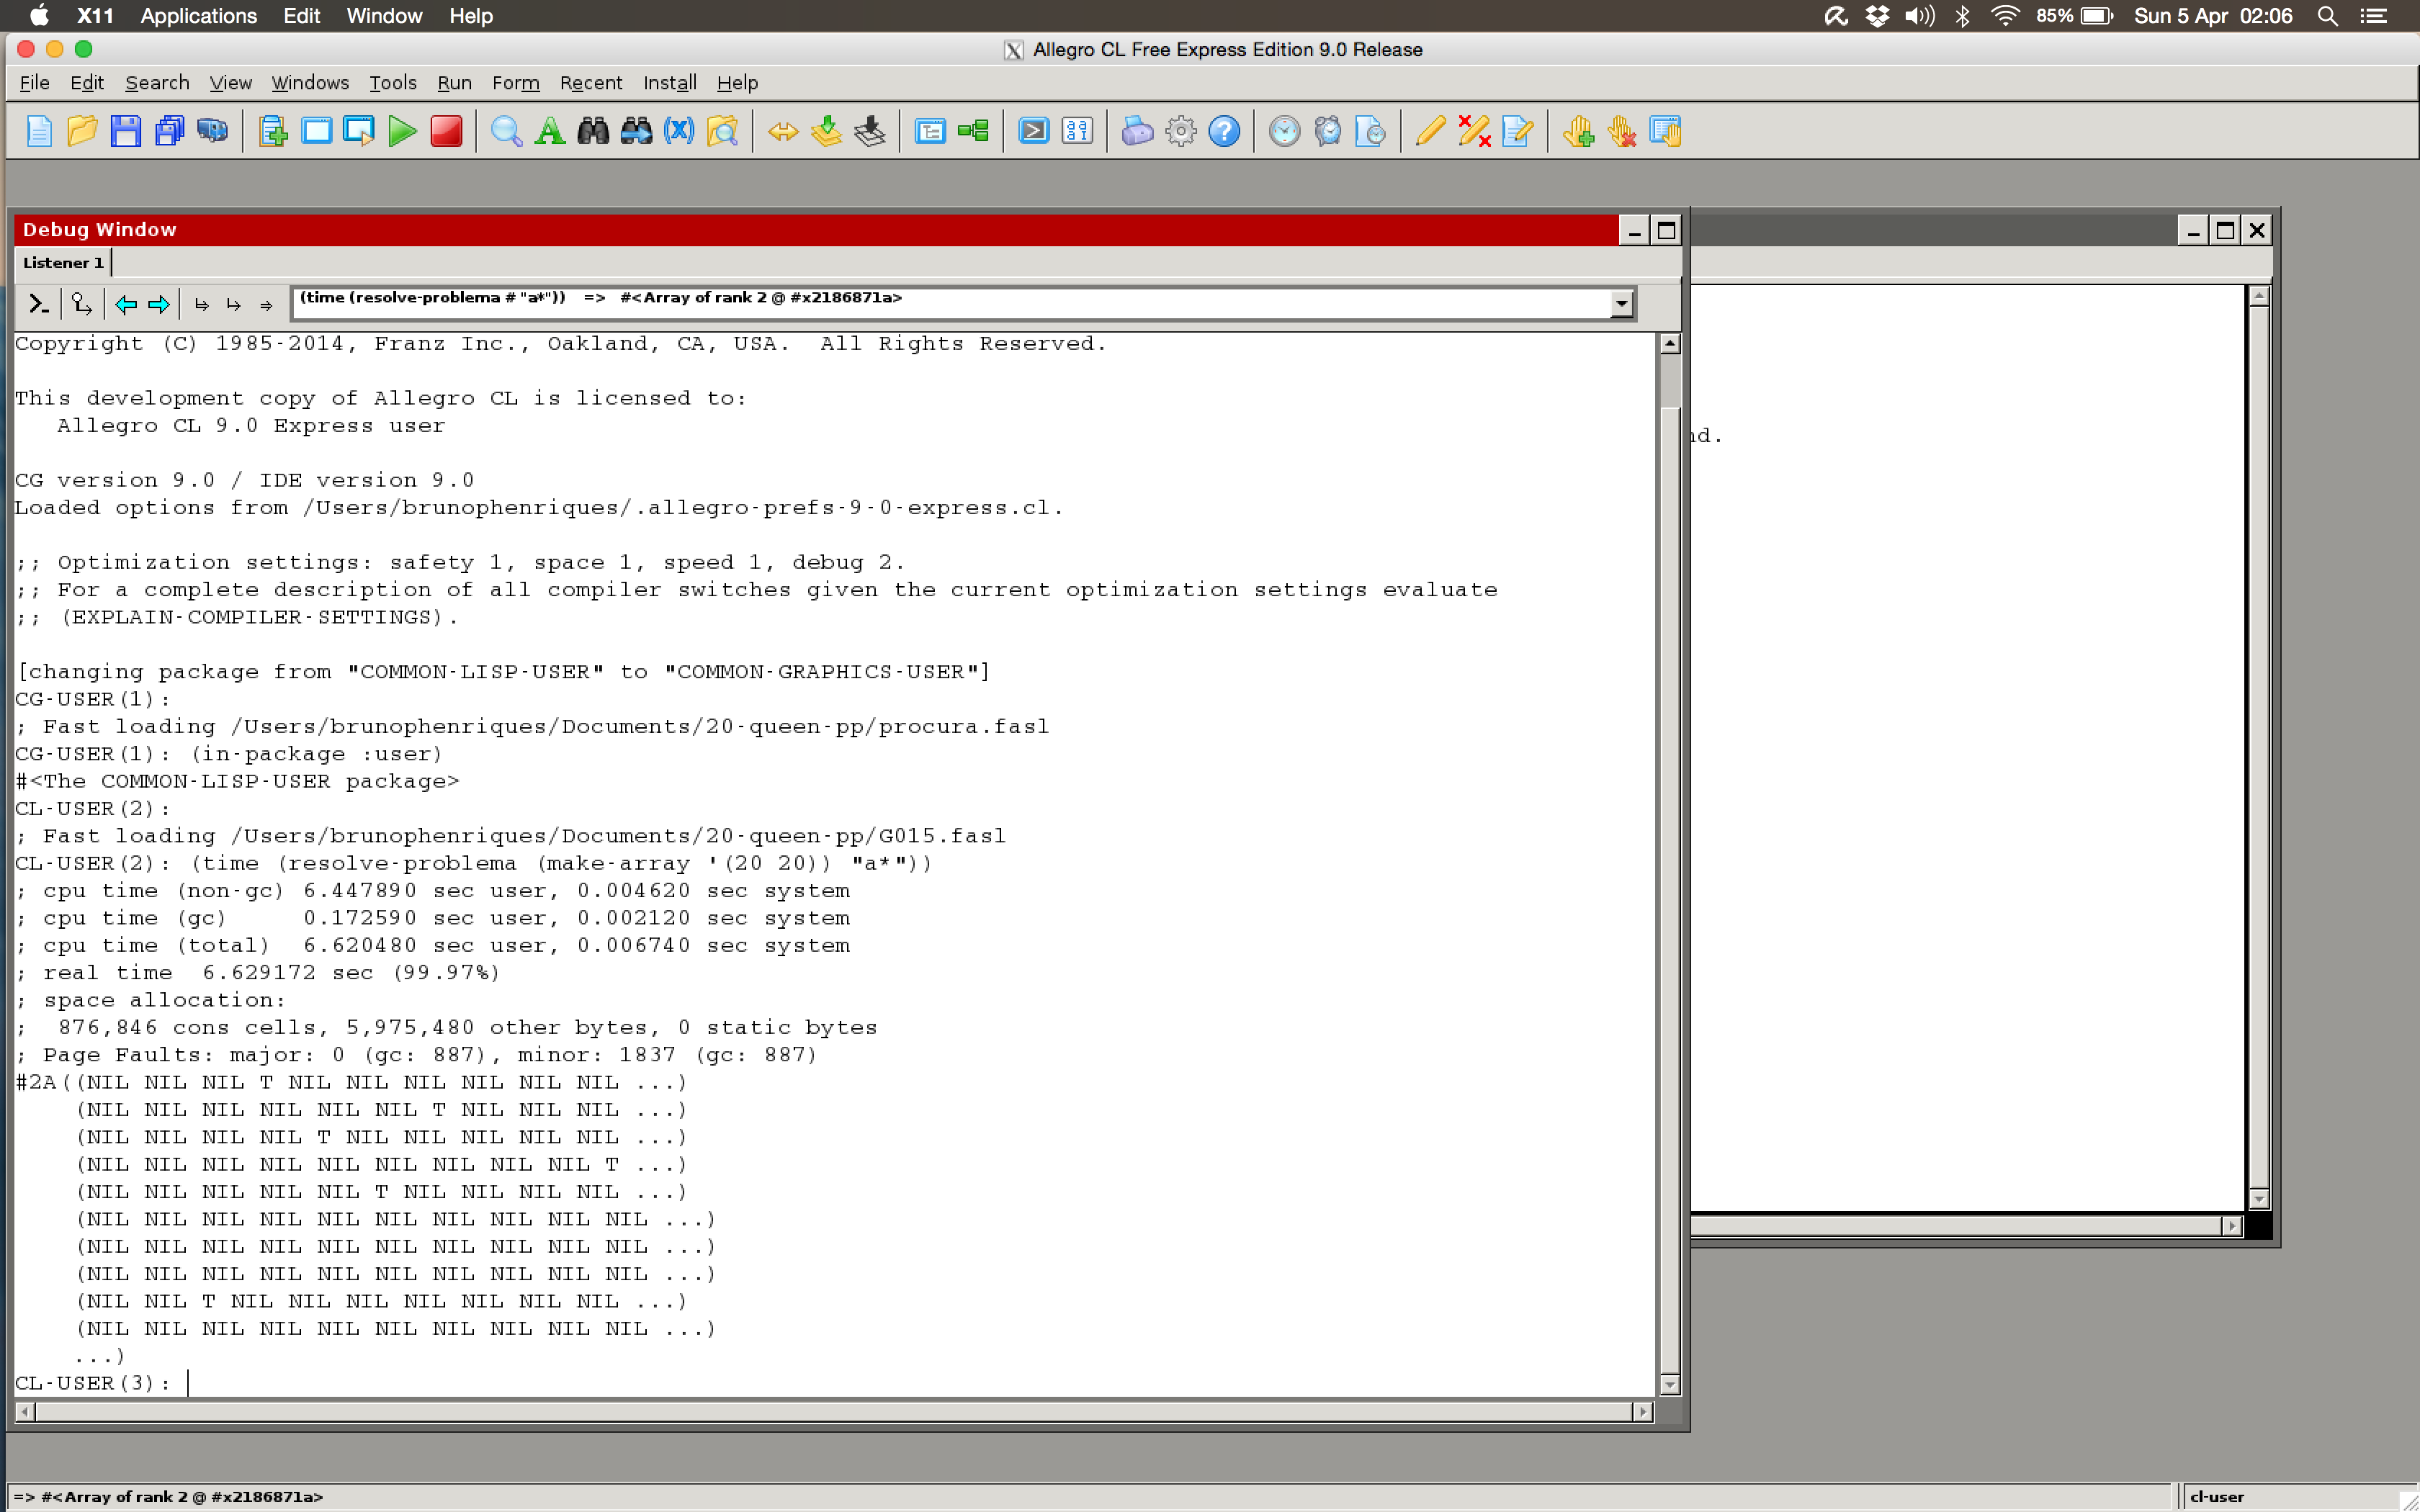 X11 Applications Edit Window Help 85% Sun 5 Apr 02:06
Allegro CL Free Express Edition 9.0 Release
File Edit Search View Windows Tools Run Form Recent Install Help
Debug Window
Listener 1
(time (resolve-problema # "a*")) => #<Array of rank 2 @ #x2186871a>
Copyright (C) 1985-2014, Franz Inc., Oakland, CA, USA. All Rights Reserved.
This development copy of Allegro CL is licensed to:
Allegro CL 9.0 Express user
nd.
CG version 9.0 / IDE version 9.0
Loaded options from /Users/brunophenriques/.allegro-prefs-9-0-express.cl.
;; Optimization settings: safety 1, space 1, speed 1, debug 2.
;; For a complete description of all compiler switches given the current optimization settings evaluate
;; (EXPLAIN-COMPILER-SETTINGS).
[changing package from "COMMON-LISP-USER" to "COMMON-GRAPHICS-USER"]
CG-USER(1):
; Fast loading /Users/brunophenriques/Documents/20-queen-pp/procura.fasl
CG-USER(1): (in-package :user)
#<The COMMON-LISP-USER package>
CL-USER(2):
; Fast loading /Users/brunophenriques/Documents/20-queen-pp/G015.fasl
CL-USER(2): (time (resolve-problema (make-array '(20 20)) "a*"))
; cpu time (non-gc) 6.447890 sec user, 0.004620 sec system
; cpu time (gc) 0.172590 sec user, 0.002120 sec system
; cpu time (total) 6.620480 sec user, 0.006740 sec system
; real time 6.629172 sec (99.97%)
; space allocation:
; 876,846 cons cells, 5,975,480 other bytes, 0 static bytes
; Page Faults: major: 0 (gc: 887), minor: 1837 (gc: 887)
#2A((NIL NIL NIL T NIL NIL NIL NIL NIL NIL ...)
(NIL NIL NIL NIL NIL NIL T NIL NIL NIL ...)
(NIL NIL NIL NIL T NIL NIL NIL NIL NIL ...)
(NIL NIL NIL NIL NIL NIL NIL NIL NIL T ...)
(NIL NIL NIL NIL NIL T NIL NIL NIL NIL ...)
(NIL NIL NIL NIL NIL NIL NIL NIL NIL NIL ...)
(NIL NIL NIL NIL NIL NIL NIL NIL NIL NIL ...)
(NIL NIL NIL NIL NIL NIL NIL NIL NIL NIL ...)
(NIL NIL T NIL NIL NIL NIL NIL NIL NIL ...)
(NIL NIL NIL NIL NIL NIL NIL NIL NIL NIL ...)
...)
CL-USER(3):
=> #<Array of rank 2 @ #x2186871a> cl-user